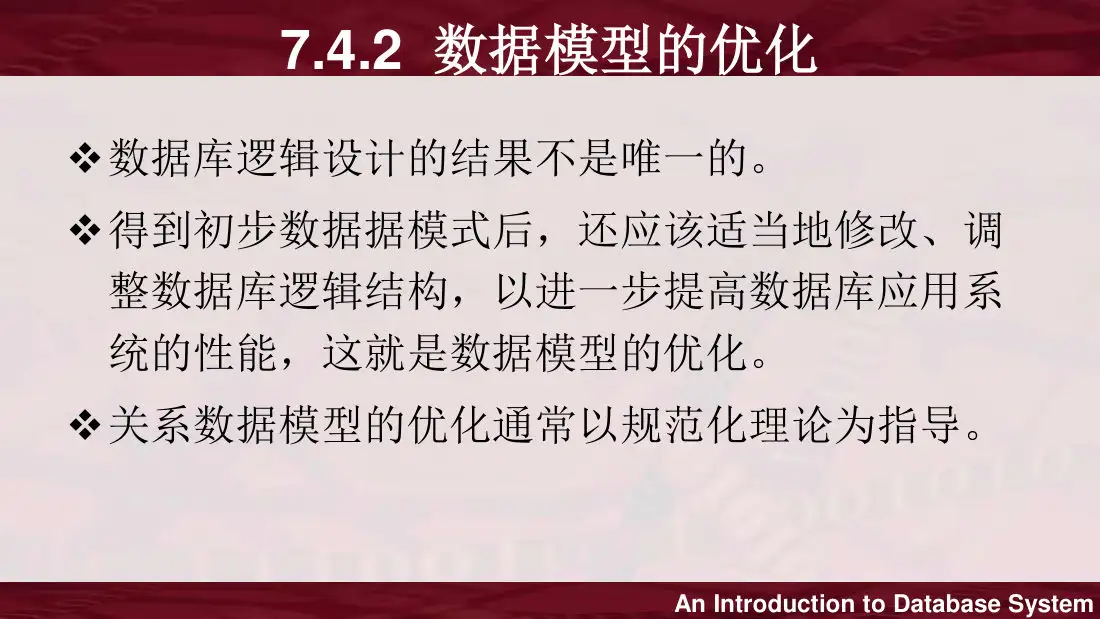 7.4.2 数据模型的优化
❖数据库逻辑设计的结果不是唯一的。
❖得到初步数据据模式后，还应该适当地修改、调
整数据库逻辑结构，以进一步提高数据库应用系
统的性能，这就是数据模型的优化。
❖关系数据模型的优化通常以规范化理论为指导。
An Introduction to Database System